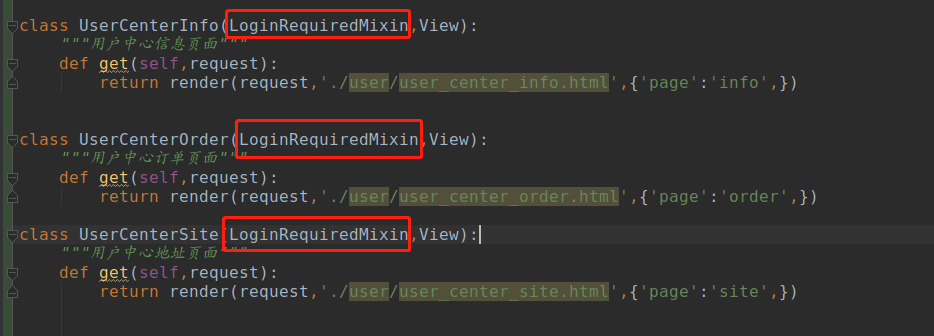 class UserCenterInfo(LoginRequiredMixin,View):
    """用户中心信息页面"""
    def get(self,request):
        return render(request,'./user/user_center_info.html',{'page':'info',})
class UserCenterOrder(LoginRequiredMixin,View):
    """用户中心订单页面"""
    def get(self,request):
        return render(request,'./user/user_center_order.html',{'page':'order',})
class UserCenterSite(LoginRequiredMixin,View):
    """用户中心地址页面"""
    def get(self,request):
        return render(request,'./user/user_center_site.html',{'page':'site',})